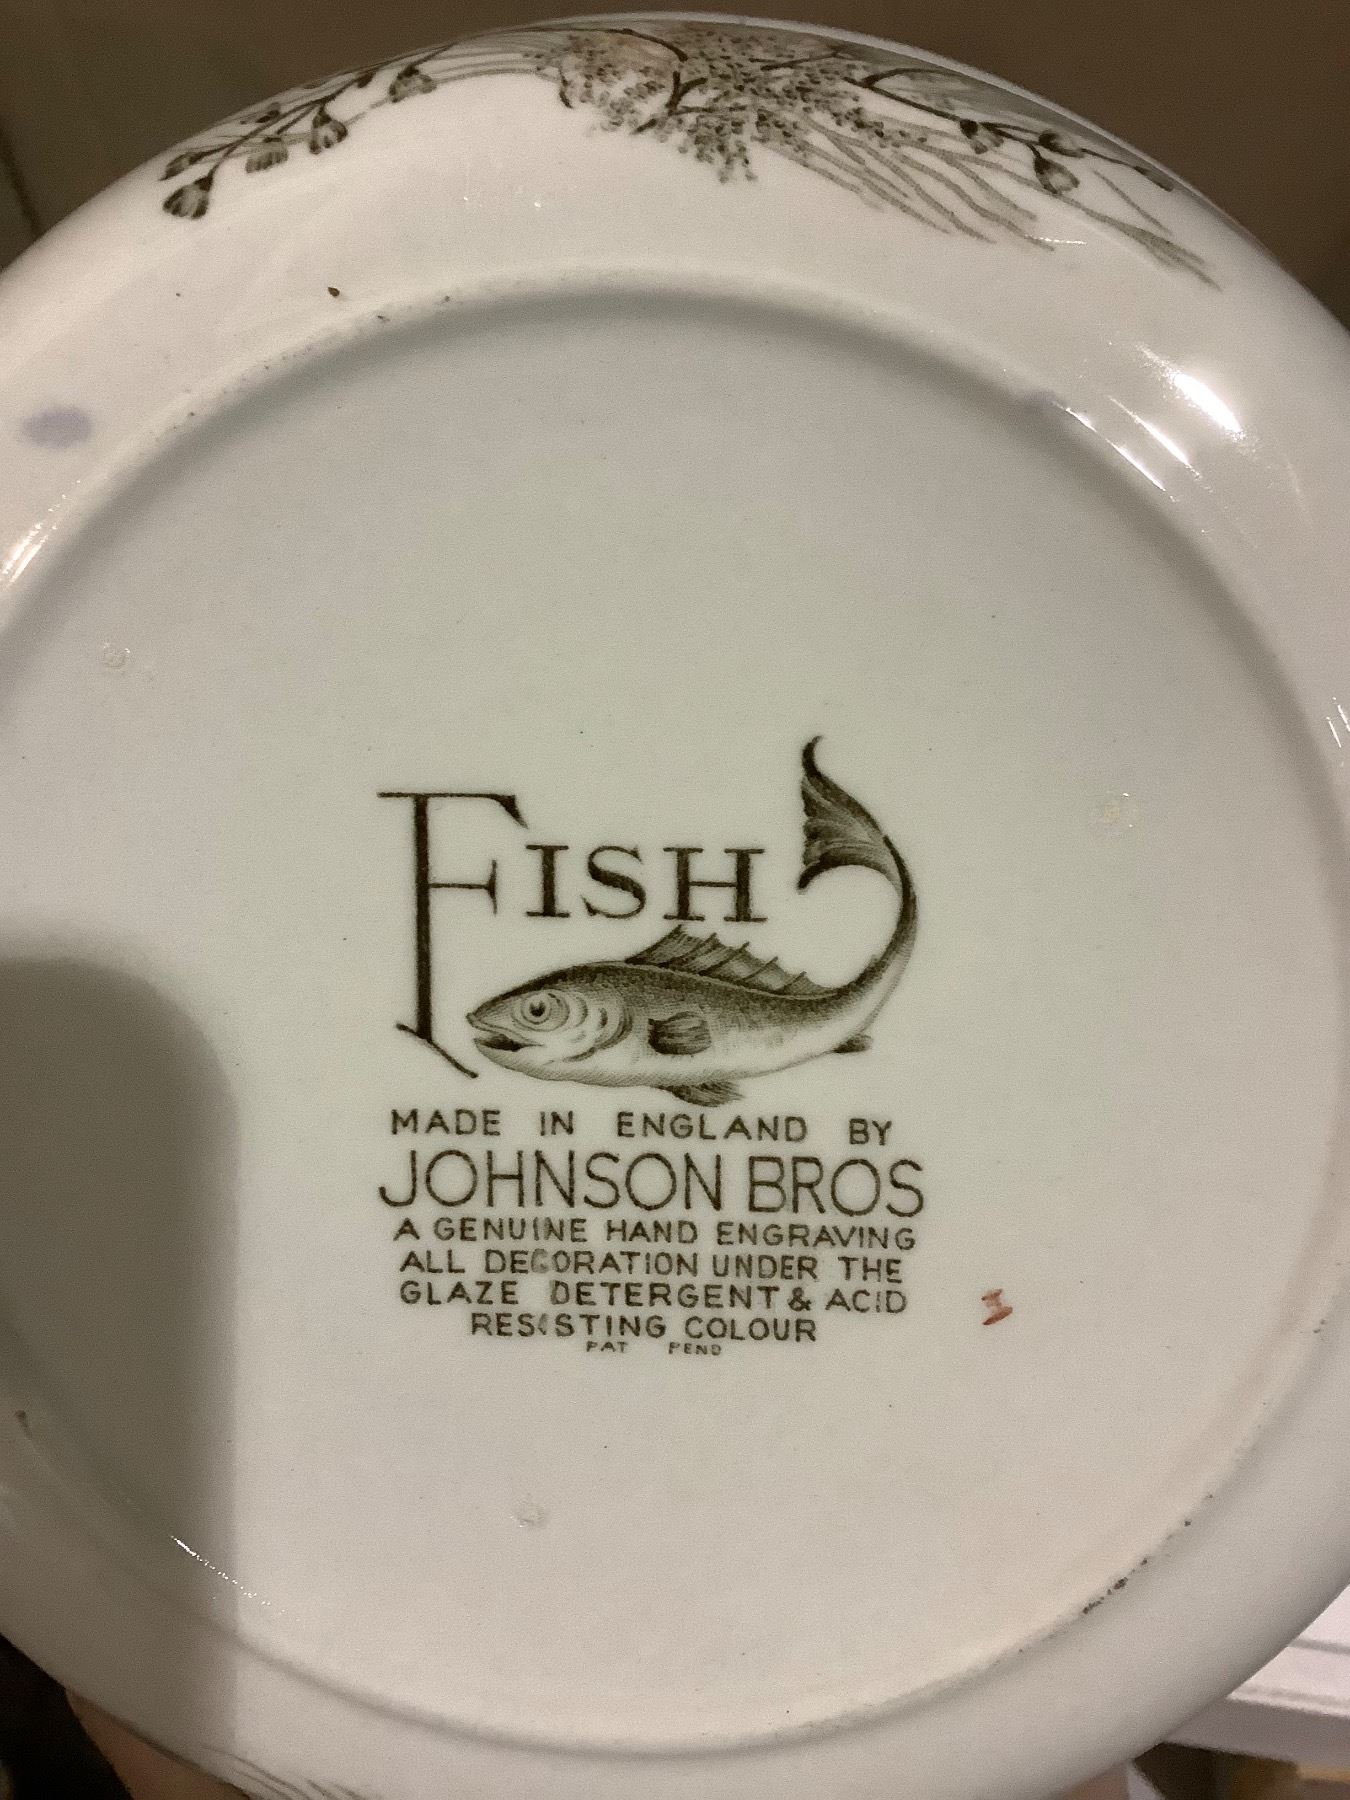 FISH
MADE IN ENGLAND BY
JOHNSON BROS
A GENUINE HAND ENGRAVING
ALL DECORATION UNDER THE
GLAZE DETERGENT & ACID
RESISTING COLOUR
PAT PEND